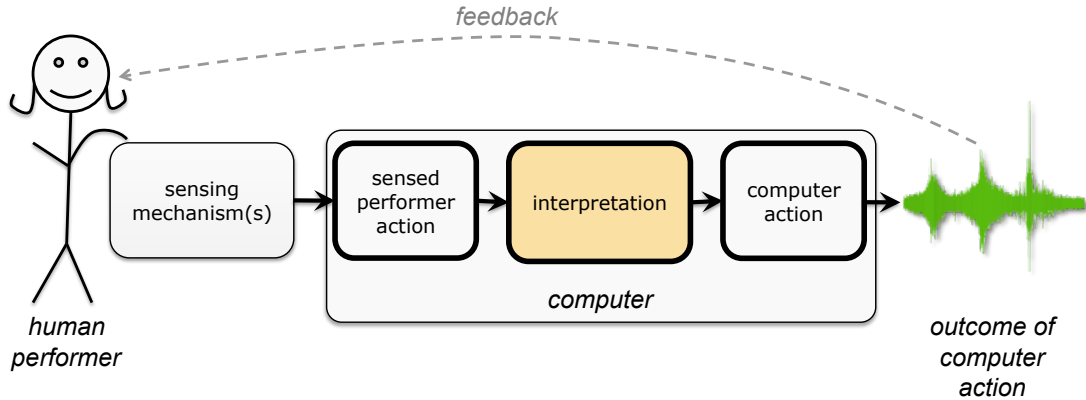 feedback
sensing
mechanism(s)
sensed
performer
action
interpretation
computer
action
computer
human
performer
outcome of
computer
action